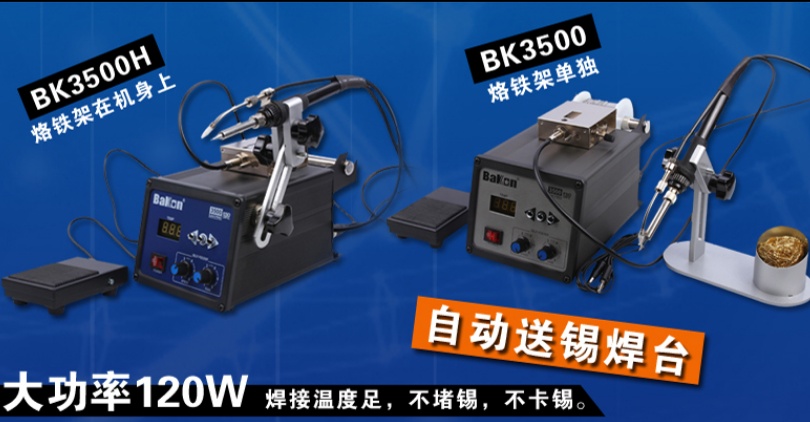 BK3500H
烙铁架在机身上
BK3500
烙铁架单独
BaKon
BaKon
自动送锡焊台
大功率120W 焊接温度足，不堵锡，不卡锡。